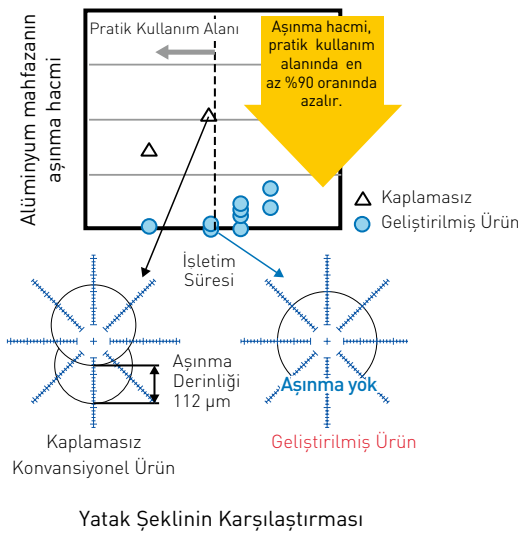 Pratik Kullanım Alanı
Aşınma hacmi,
pratik kullanım
alanında en
az %90 oranında
azalır.
Alüminyum mahfazanın
aşınma hacmi
Kaplamasız
Geliştirilmiş Ürün
İşletim
Süresi
Aşınma
Derinliği
112 µm
Aşınma yok
Kaplamasız
Konvansiyonel Ürün
Geliştirilmiş Ürün
Yatak Şeklinin Karşılaştırması